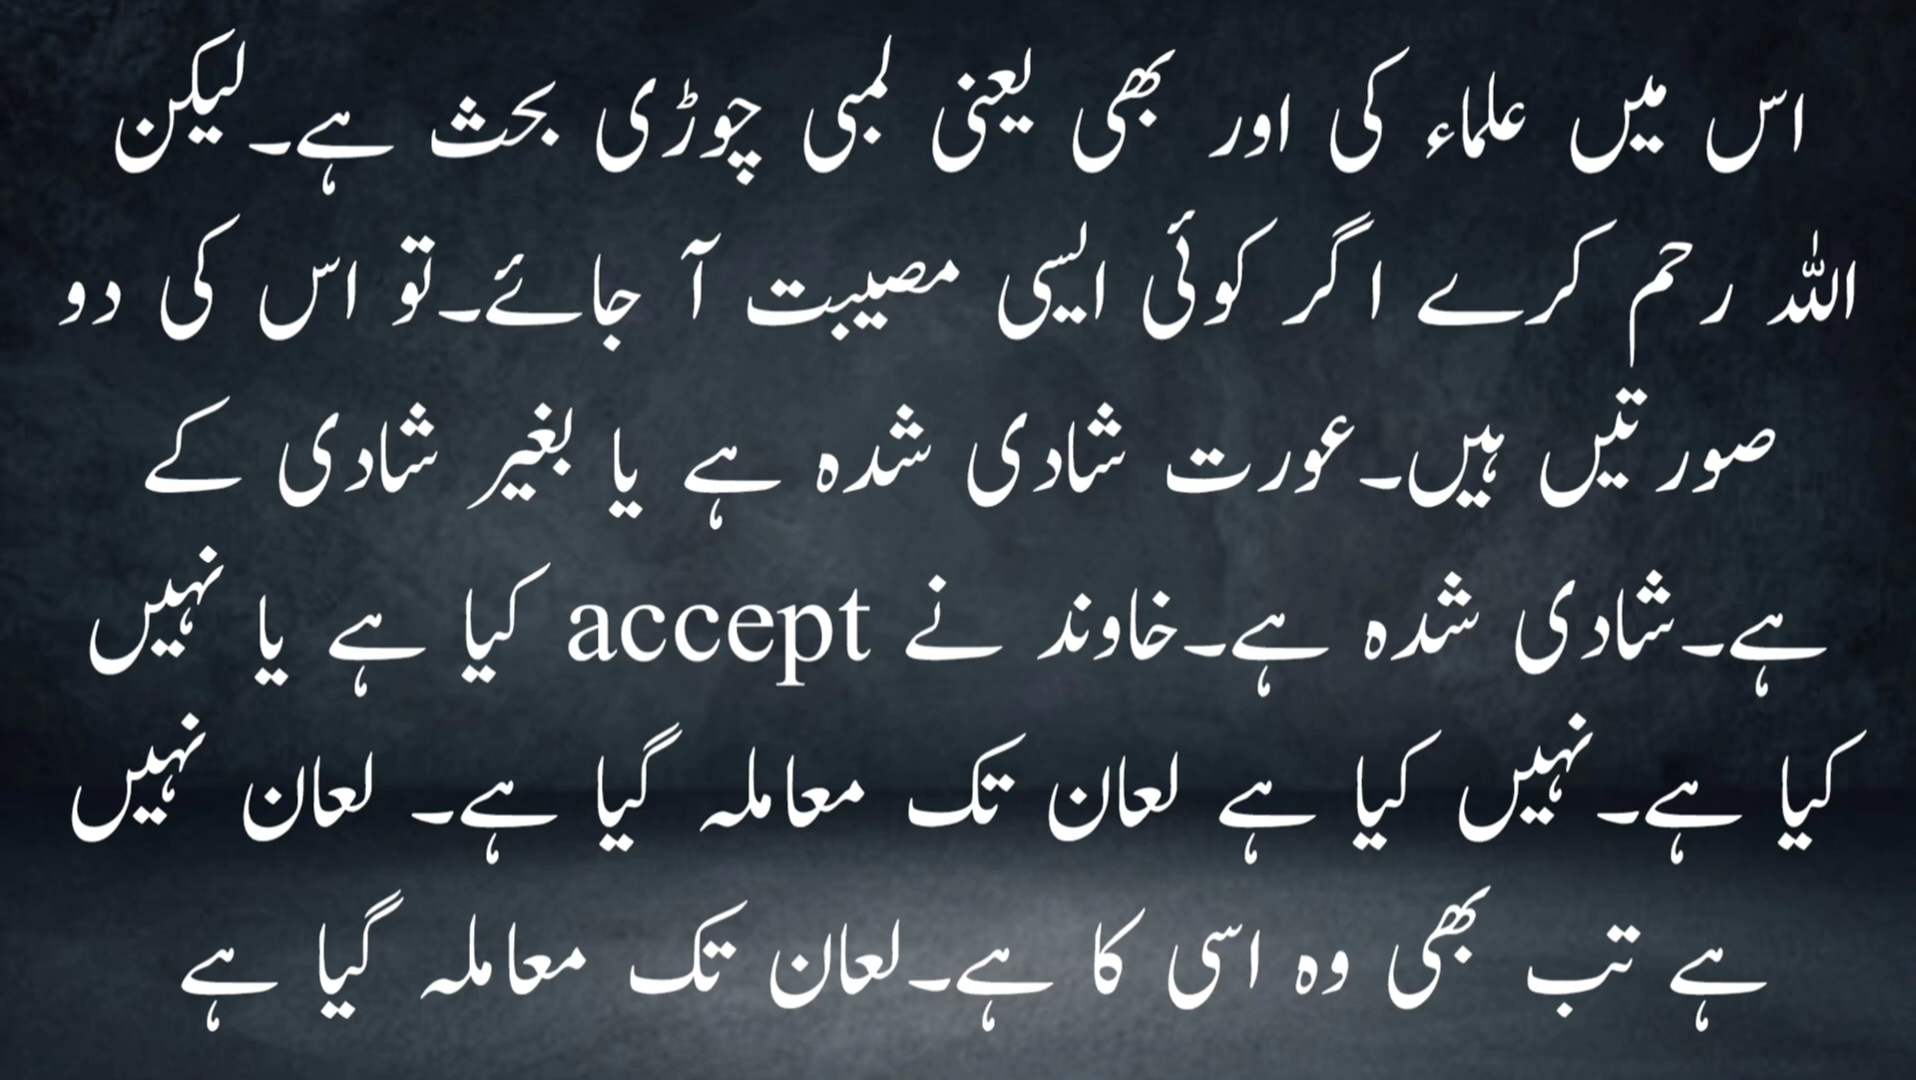 اس میں علماء کی اور بھی یعنی لمبی چوڑی بحث ہے۔لیکن
اللہ رحم کرے اگر کوئی ایسی مصیبت آ جائے۔تو اس کی دو
صورتیں ہیں۔عورت شادی شدہ ہے یا بغیر شادی کے
ہے۔شادی شدہ ہے۔خاوند نے accept کیا ہے یا نہیں
کیا ہے۔نہیں کیا ہے لعان تک معاملہ گیا ہے۔ لعان نہیں
ہے تب بھی وہ اسی کا ہے۔لعان تک معاملہ گیا ہے